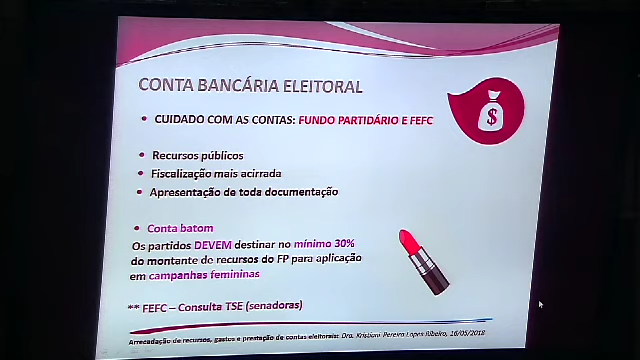 CONTA BANCÁRIA ELEITORAL
• CUIDADO COM AS CONTAS: FUNDO PARTIDÁRIO E FEFC
$
• Recursos públicos
• Fiscalização mais acirrada
• Apresentação de toda documentação
• Conta batom
Os partidos DEVEM destinar no mínimo 30%
do montante de recursos do FP para aplicação
em campanhas femininas
** FEFC – Consulta TSE (senadoras)
Arrecadação de recursos, gastos e prestação de contas eleitorais: Dra. Kristiani Pereira Lopes Ribeiro, 16/05/2018